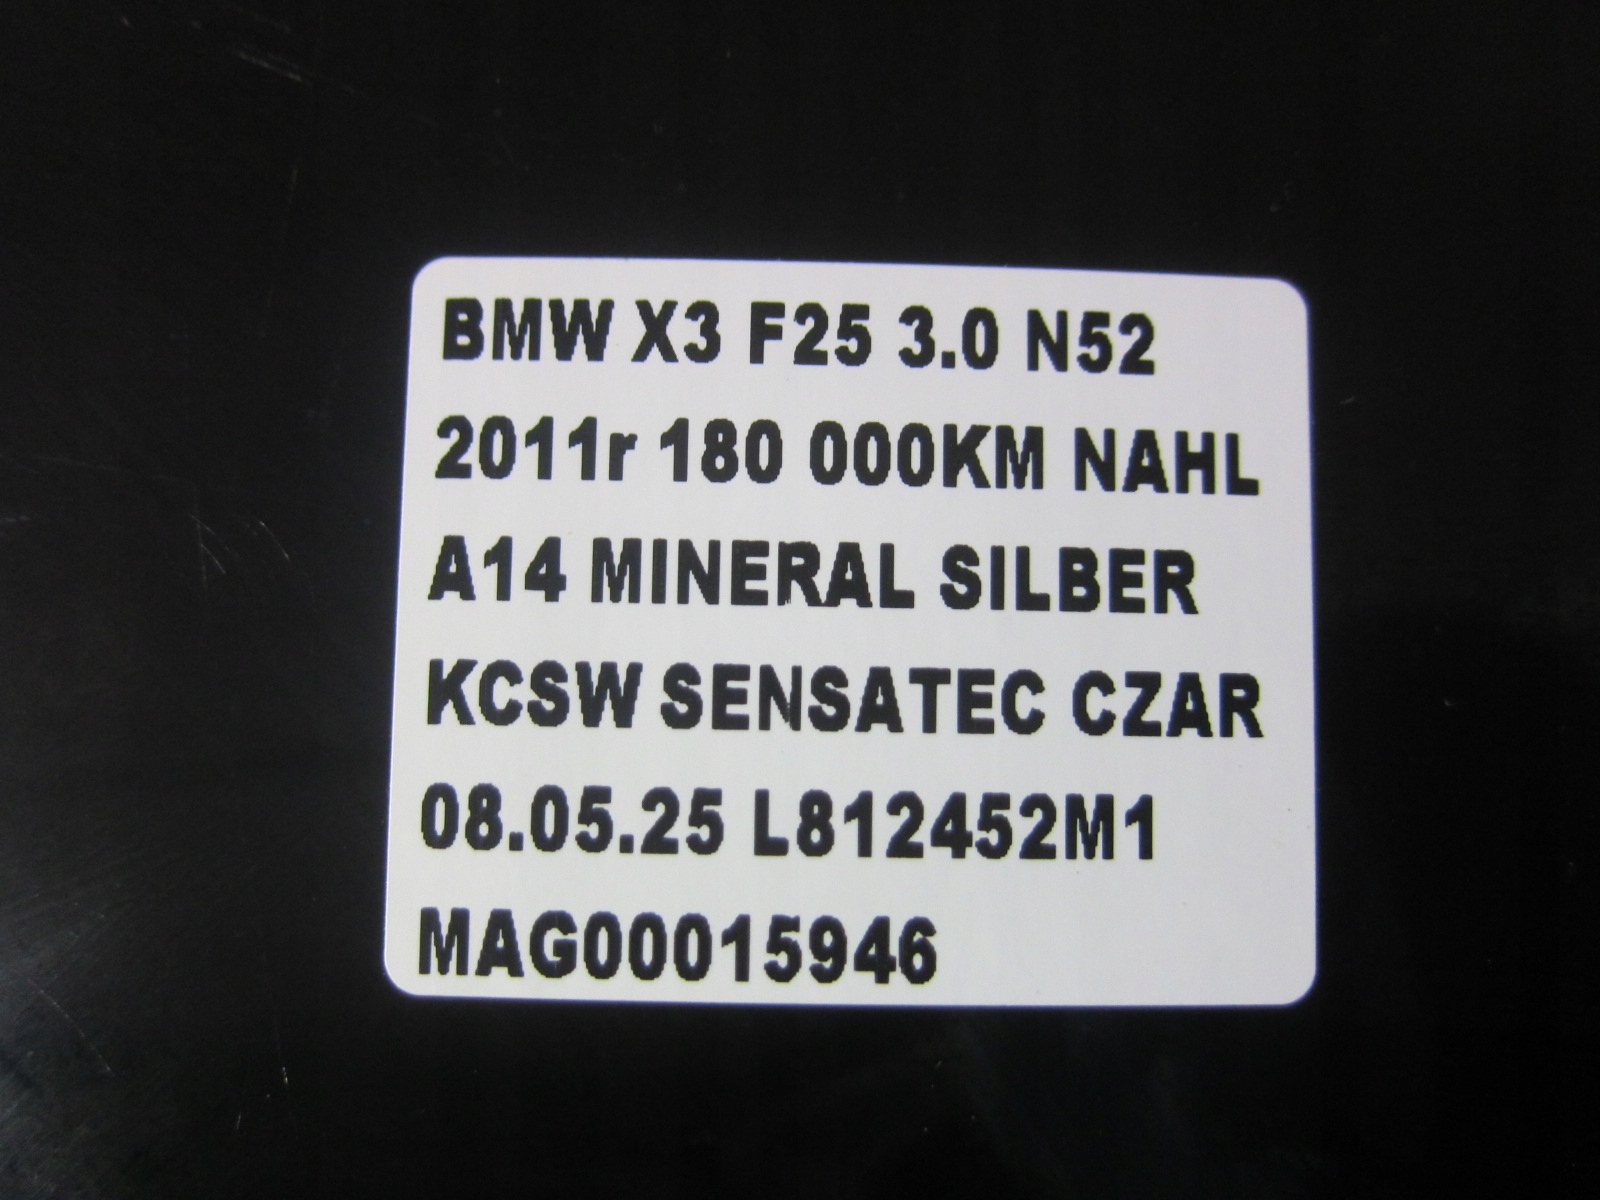 BMW X3 F25 3.0 N52
2011r 180 000KM NAHL
A14 MINERAL SILBER
KCSW SENSATEC CZAR
08.05.25 L812452M1
MAG00015946